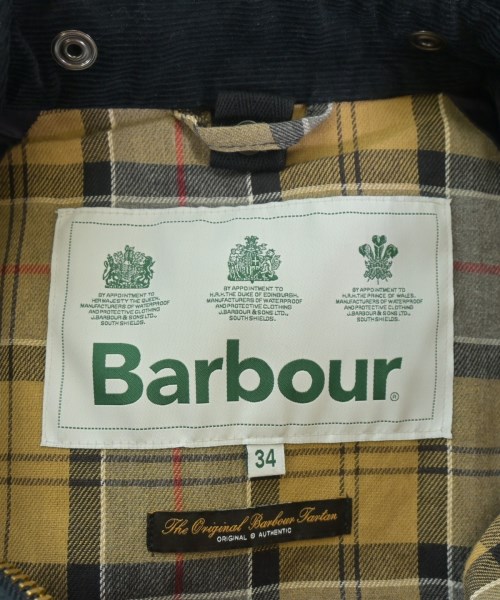 BY APPOINTMENT TO
HER MAJESTY THE QUEEN.
MANUFACTURERS OF WATERPROOF
AND PROTECTIVE CLOTHING
J.BARBOUR & SONS LTD.,
SOUTH SHIELDS.
BY APPOINTMENT TO
H.R.H. THE DUKE OF EDINBURGH.
MANUFACTURERS OF WATERPROOF
AND PROTECTIVE CLOTHING
J.BARBOUR & SONS LTD.,
SOUTH SHIELDS.
BY APPOINTMENT TO
H.R.H. THE PRINCE OF WALES.
MANUFACTURERS OF WATERPROOF
AND PROTECTIVE CLOTHING
J.BARBOUR & SONS LTD.,
SOUTH SHIELDS.
Barbour®
34
The Original Barbour Tartan
ORIGINAL @ AUTHENTIC